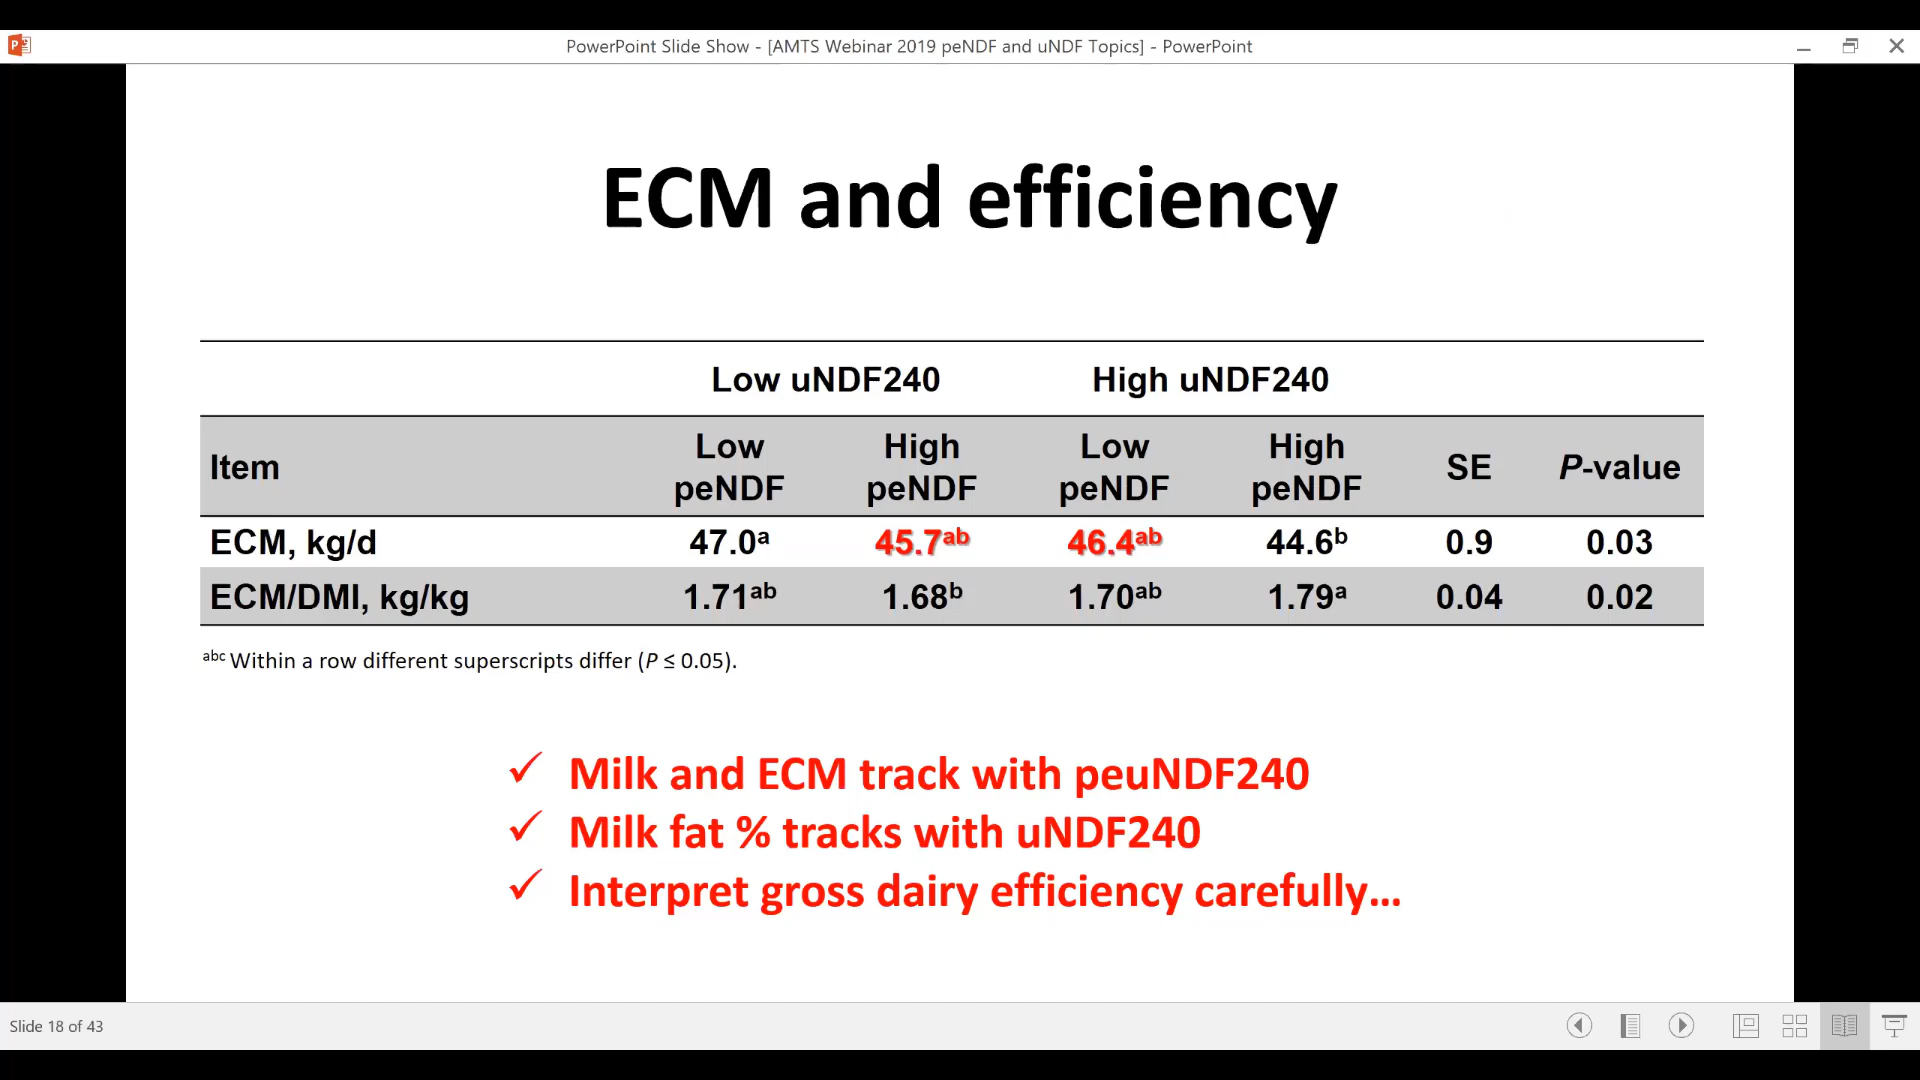 PowerPoint Slide Show - [AMTS Webinar 2019 peNDF and uNDF Topics] - PowerPoint
ECM and efficiency
Low uNDF240 High uNDF240
Item Low peNDF High peNDF Low peNDF High peNDF SE P-value
ECM, kg/d 47.0ᵃ 45.7ᵃᵇ 46.4ᵃᵇ 44.6ᵇ 0.9 0.03
ECM/DMI, kg/kg 1.71ᵃᵇ 1.68ᵇ 1.70ᵃᵇ 1.79ᵃ 0.04 0.02
ᵃᵇᶜ Within a row different superscripts differ (P ≤ 0.05).
✓ Milk and ECM track with peuNDF240
✓ Milk fat % tracks with uNDF240
✓ Interpret gross dairy efficiency carefully...
Slide 18 of 43